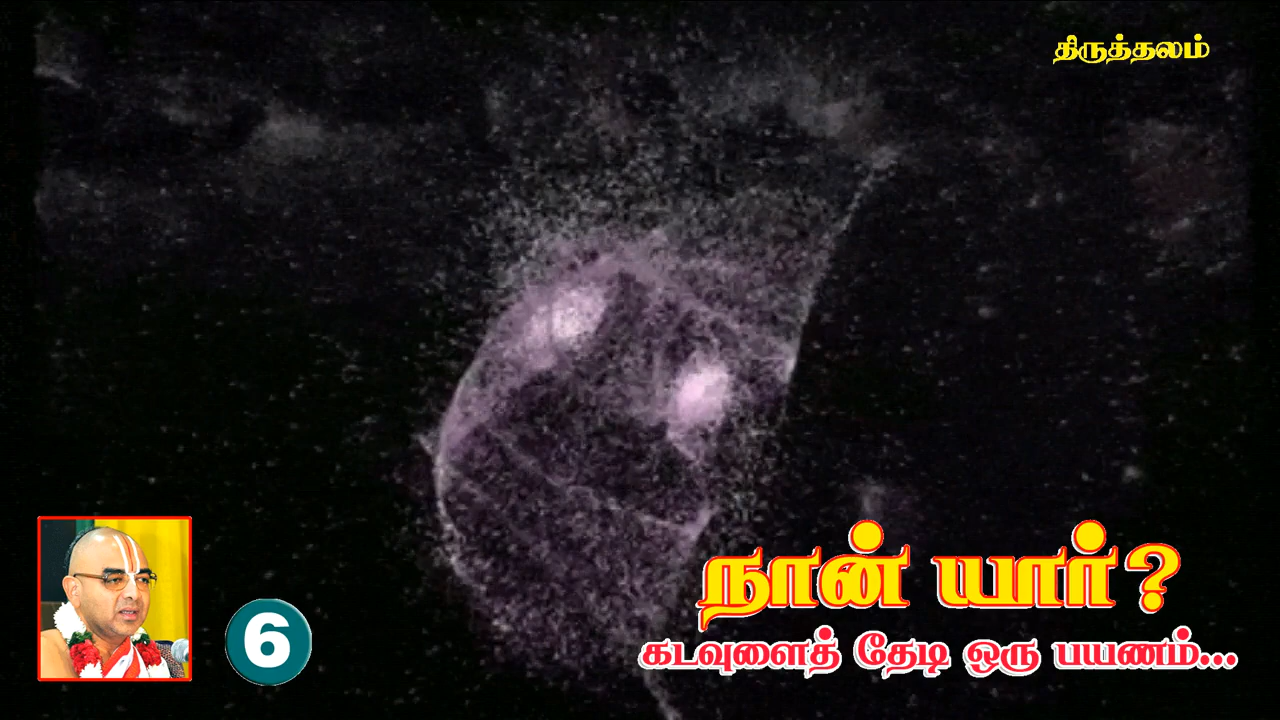 திருத்தலம்
6
நான் யார்?
கடவுளைத் தேடி ஒரு பயணம்...